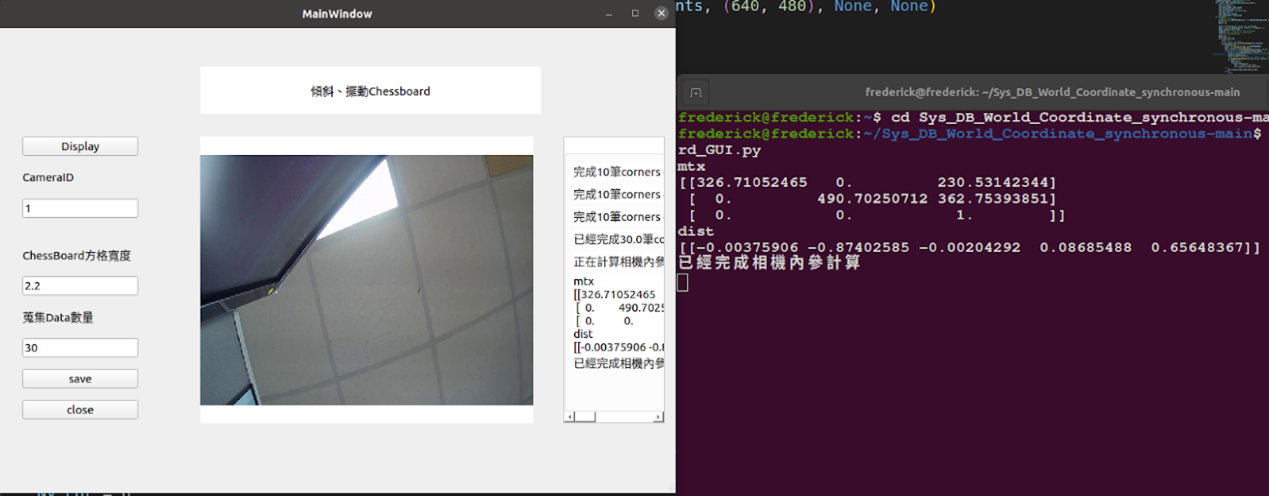 MainWindow
傾斜、擺動Chessboard
Display
CameraID
1
ChessBoard方格寬度
2.2
蒐集Data數量
30
save
close
完成10筆corners
完成10筆corners
完成10筆corners
已經完成30.0筆co
正在計算相機內參
mtx
[[326.71052465
[ 0. 490.7025
[ 0. 0.
dist
[[-0.00375906 -0.8
已經完成相機內參
nts, (640, 480), None, None)
frederick@frederick: ~/Sys_DB_World_Coordinate_synchronous-main
frederick@frederick:~$ cd Sys_DB_World_Coordinate_synchronous-ma
frederick@frederick:~/Sys_DB_World_Coordinate_synchronous-main$
rd_GUI.py
mtx
[[326.71052465 0. 230.53142344]
[ 0. 490.70250712 362.75393851]
[ 0. 0. 1. ]]
dist
[[-0.00375906 -0.87402585 -0.00204292 0.08685488 0.65648367]]
已經完成相機內參計算